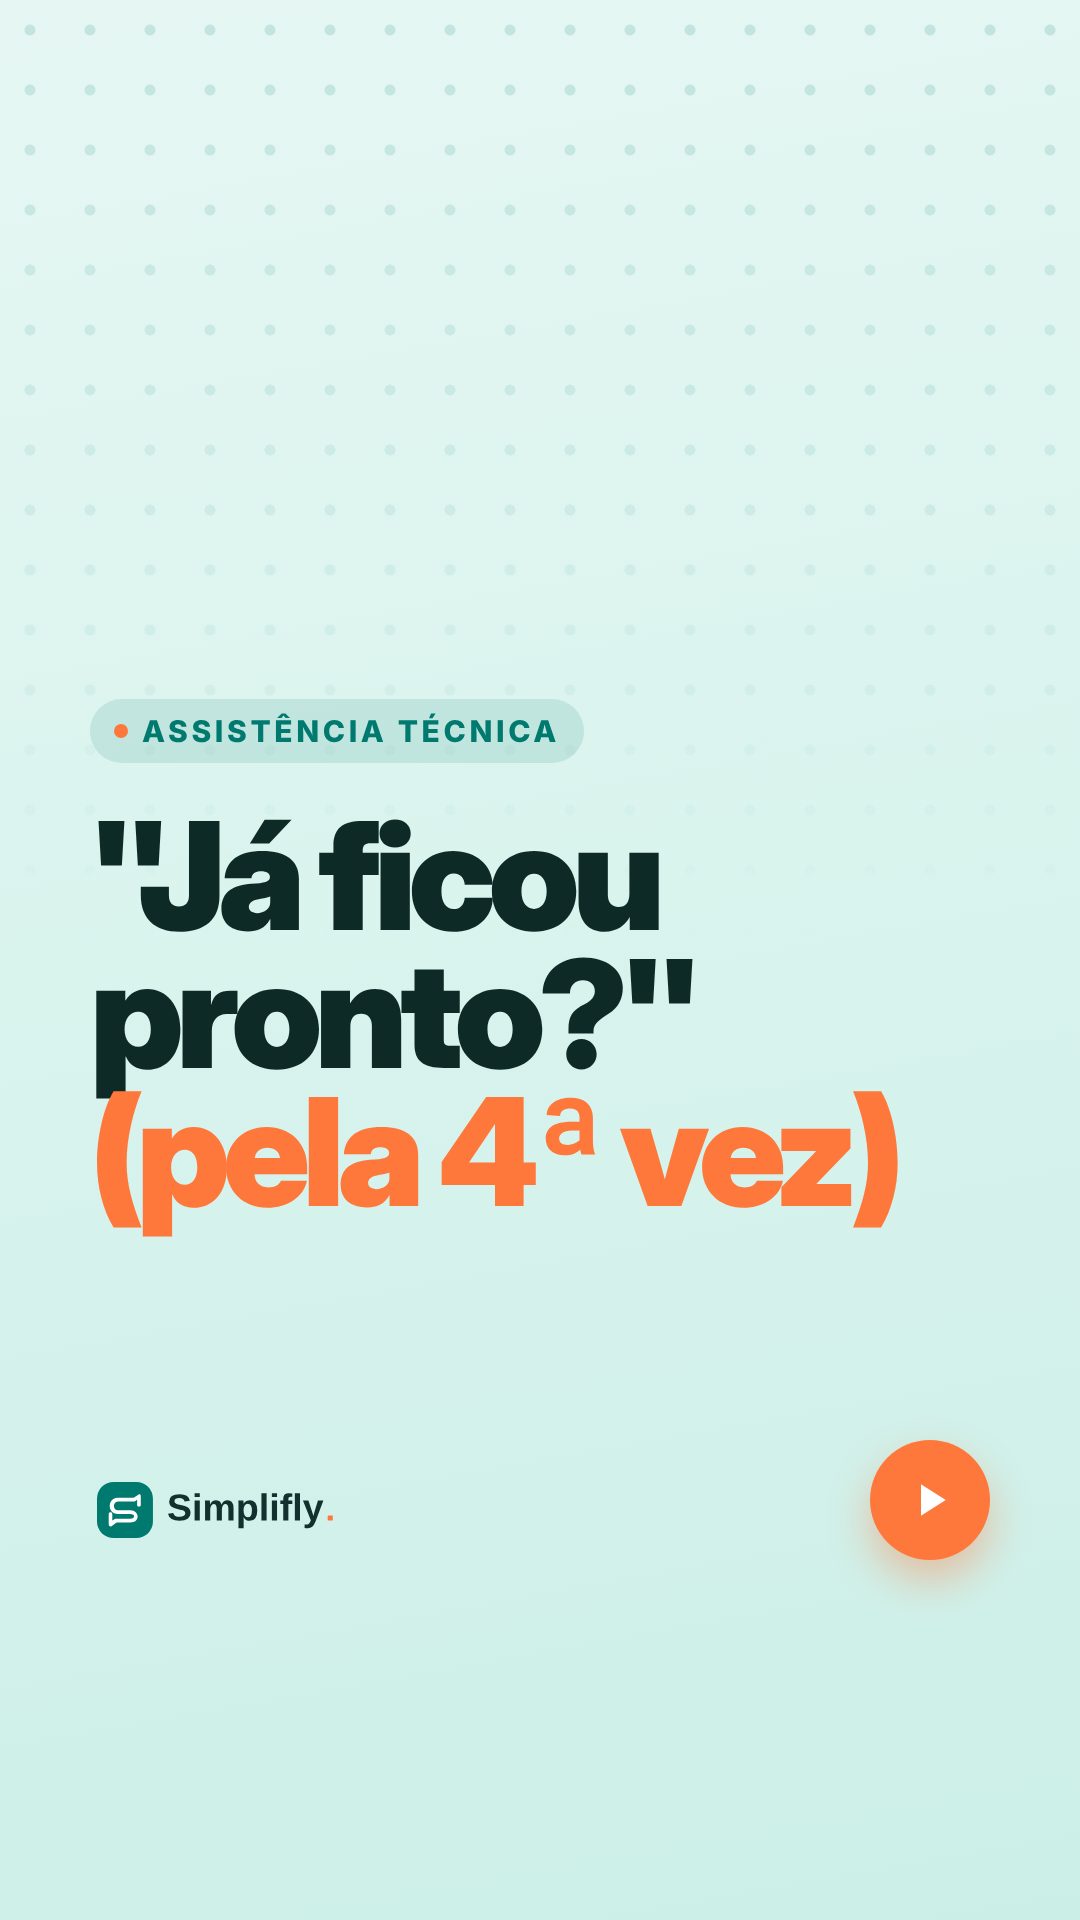 ASSISTÊNCIA TÉCNICA
"Já ficou
pronto?"
(pela 4ª vez)
Simplifly.